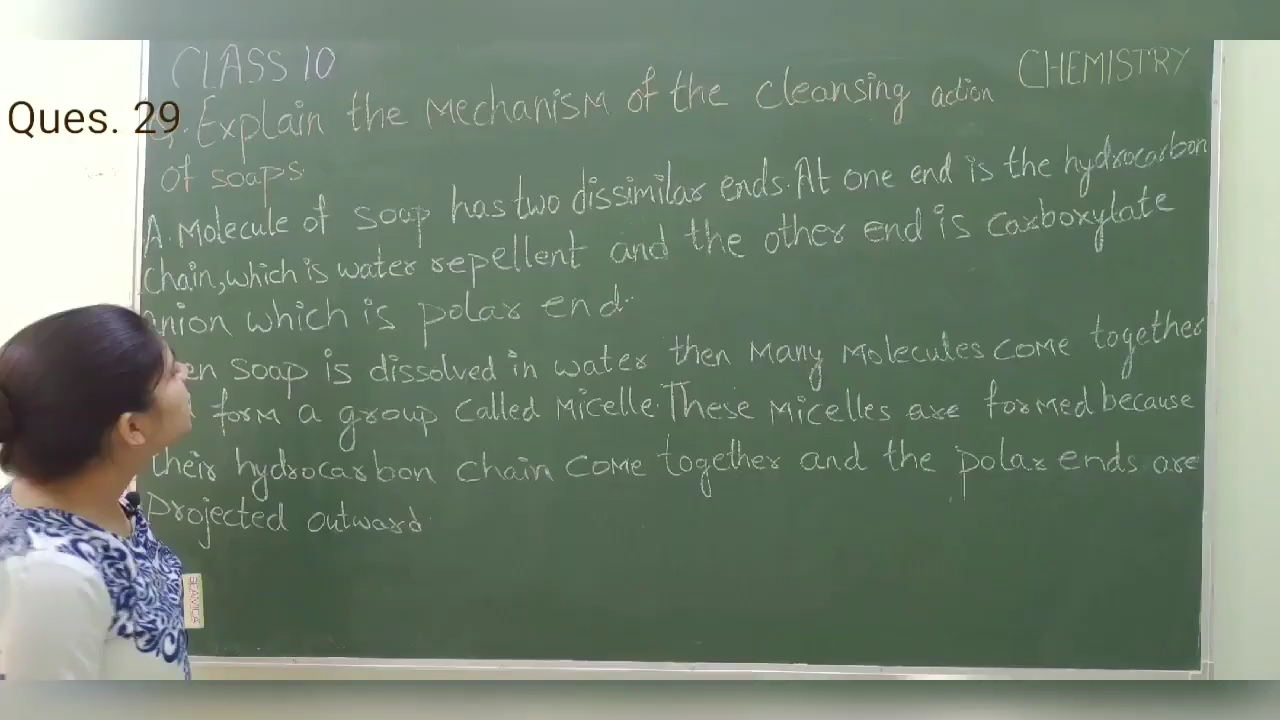 CLASS 10
CHEMISTRY
Ques. 29
Q. Explain the Mechanism of the cleansing action
of soaps.
A. Molecule of soap has two dissimilar ends. At one end is the hydrocarbon
chain, which is water repellent and the other end is carboxylate
anion which is polar end.
en soap is dissolved in water then Many Molecules come together
form a group called Micelle. These Micelles are formed because
their hydrocarbon chain come together and the polar ends are
Projected outward.